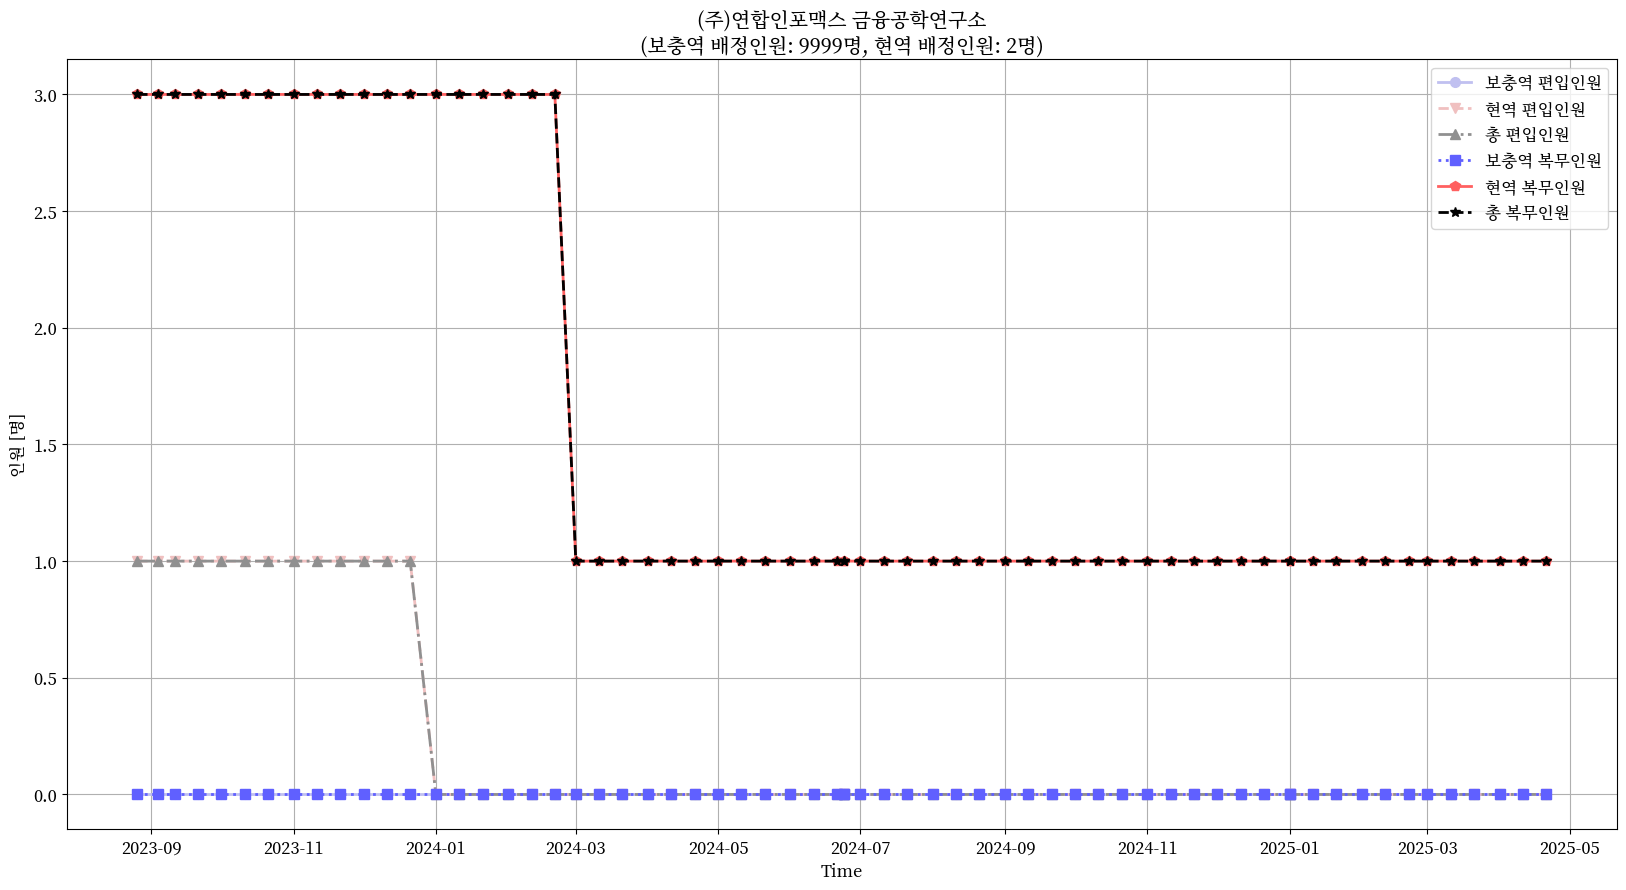 (주)연합인포맥스 금융공학연구소
(보충역 배정인원: 9999명, 현역 배정인원: 2명)
보충역 편입인원
현역 편입인원
총 편입인원
보충역 복무인원
현역 복무인원
총 복무인원
인원 [명]
3.0
2.5
2.0
1.5
1.0
0.5
0.0
2023-09
2023-11
2024-01
2024-03
2024-05
2024-07
2024-09
2024-11
2025-01
2025-03
2025-05
Time